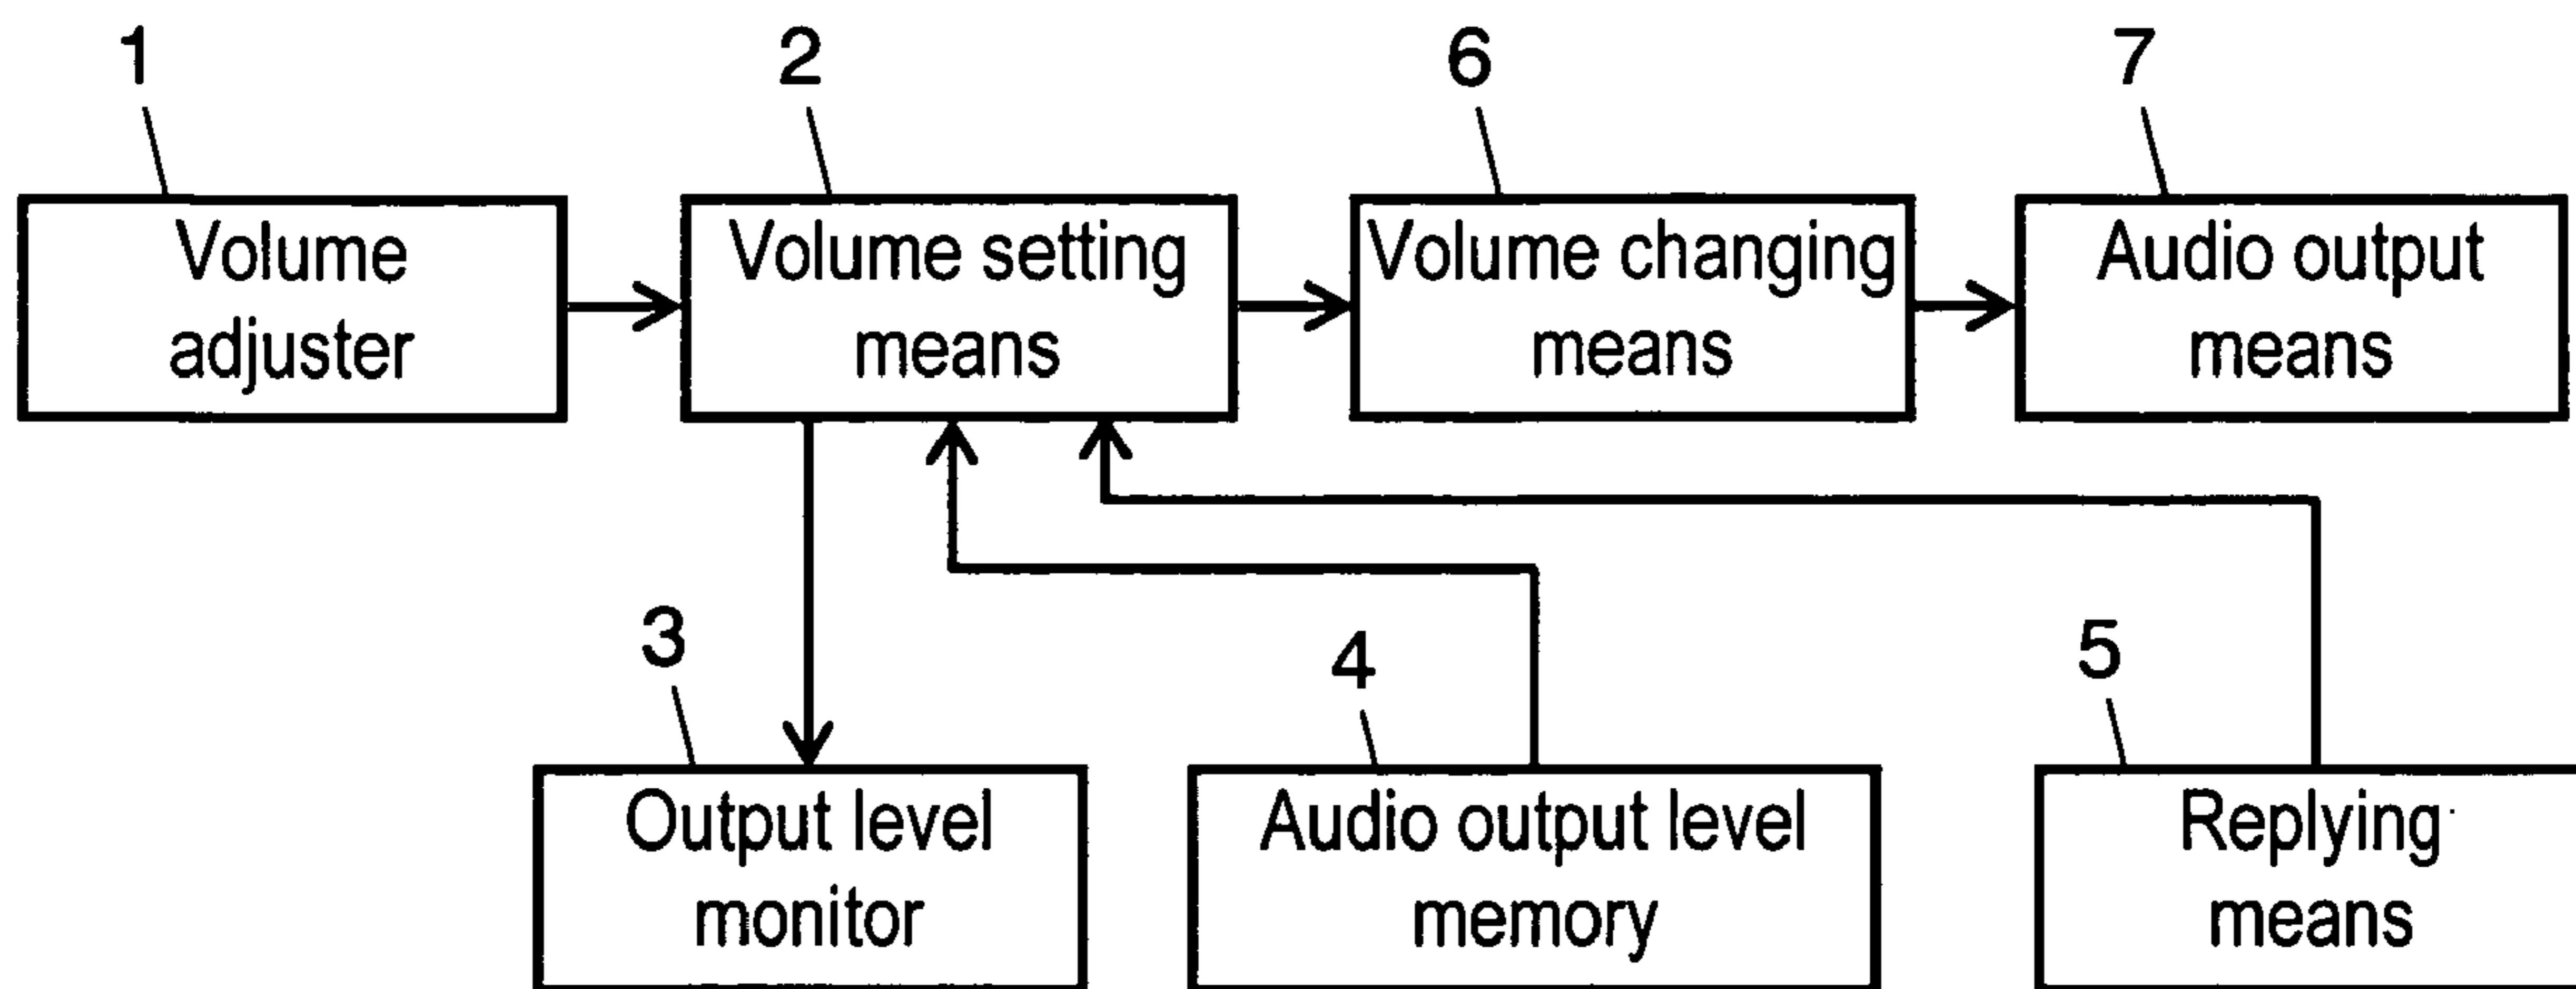 1
2
6
7
Volume
adjuster
Volume setting
means
Volume changing
means
Audio output
means
3
4
5
Output level
monitor
Audio output level
memory
Replying
means